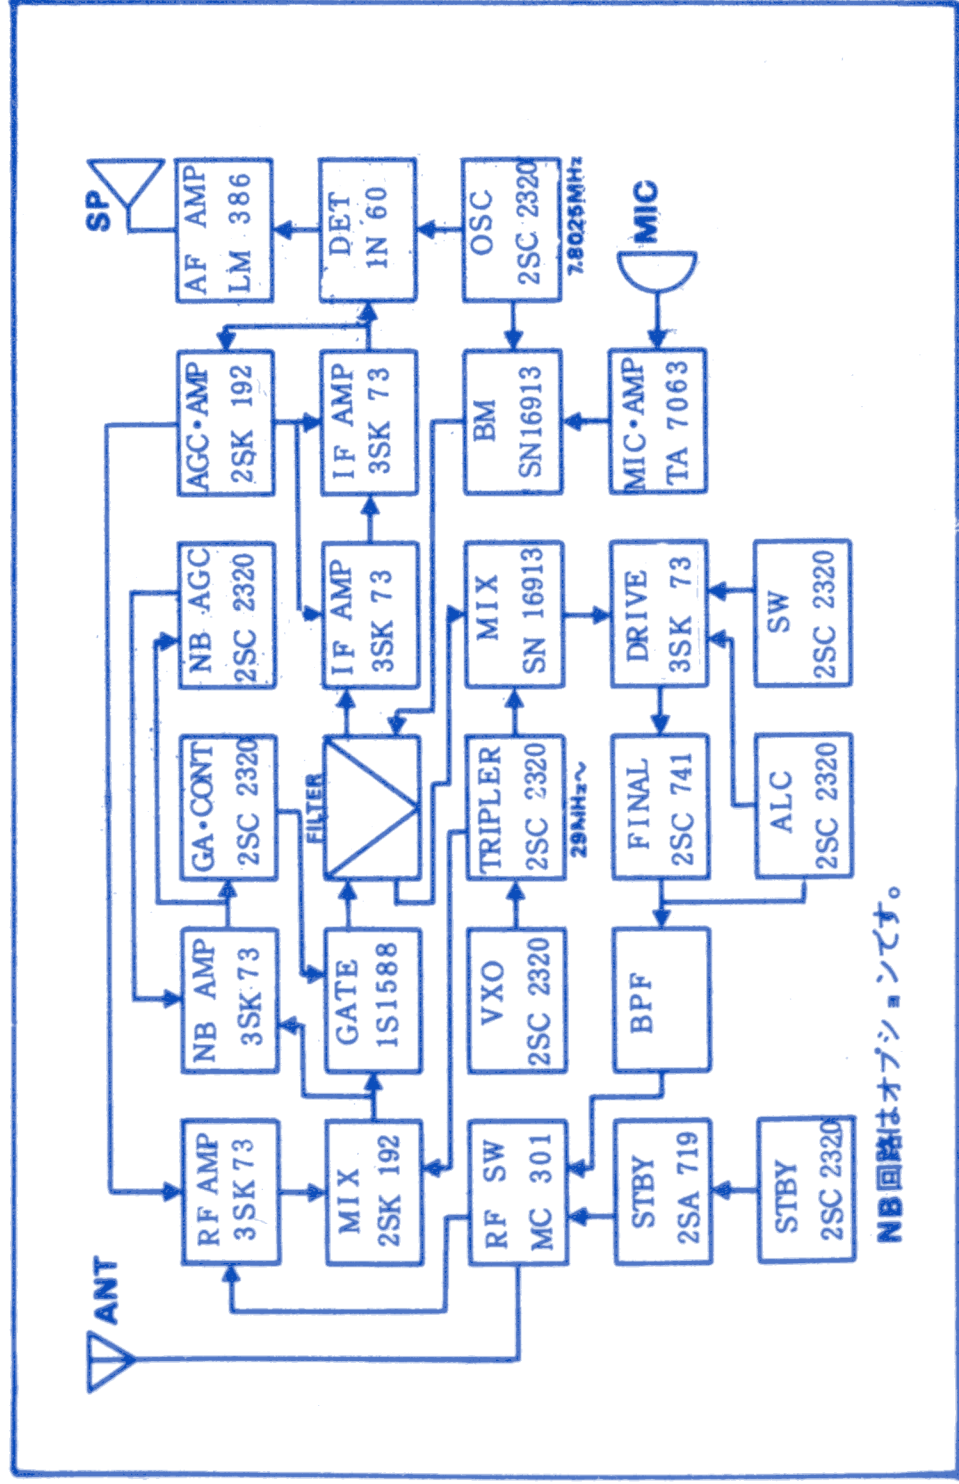 ANT
SP
RF AMP
3SK 73
NB AMP
3SK 73
GA・CONT
2SC 2320
NB AGC
2SC 2320
AGC・AMP
2SK 192
AF AMP
LM 386
MIX
2SK 192
GATE
1S1588
FILTER
IF AMP
3SK 73
IF AMP
3SK 73
DET
1N 60
RF SW
MC 301
VXO
2SC 2320
TRIPLER
2SC 2320
29MHz〜
MIX
SN 16913
BM
SN16913
OSC
2SC 2320
7.8025MHz
STBY
2SA 719
BPF
FINAL
2SC 741
DRIVE
3SK 73
MIC・AMP
TA 7063
MIC
STBY
2SC 2320
ALC
2SC 2320
SW
2SC 2320
NB回路はオプションです。